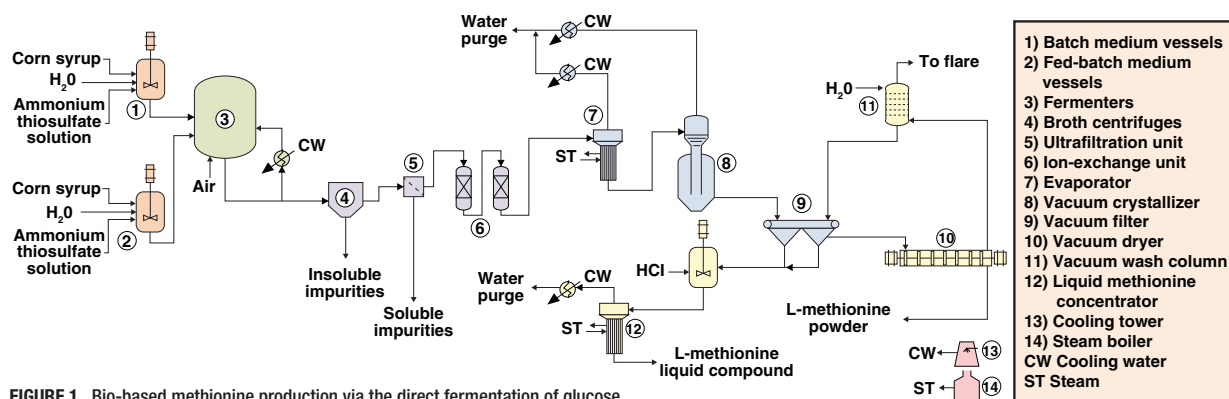 Corn syrup
H₂0
Ammonium
thiosulfate
solution
1
Corn syrup
H₂0
Ammonium
thiosulfate
solution
2
3
Air
CW
4
Insoluble
impurities
5
Soluble
impurities
6
Water
purge
CW
CW
7
ST
8
9
HCl
Water
purge
CW
ST
12
L-methionine
liquid compound
H₂0
11
To flare
10
L-methionine
powder
CW
13
ST
14
1) Batch medium vessels
2) Fed-batch medium
vessels
3) Fermenters
4) Broth centrifuges
5) Ultrafiltration unit
6) Ion-exchange unit
7) Evaporator
8) Vacuum crystallizer
9) Vacuum filter
10) Vacuum dryer
11) Vacuum wash column
12) Liquid methionine
concentrator
13) Cooling tower
14) Steam boiler
CW Cooling water
ST Steam
FIGURE 1. Bio-based methionine production via the direct fermentation of glucose